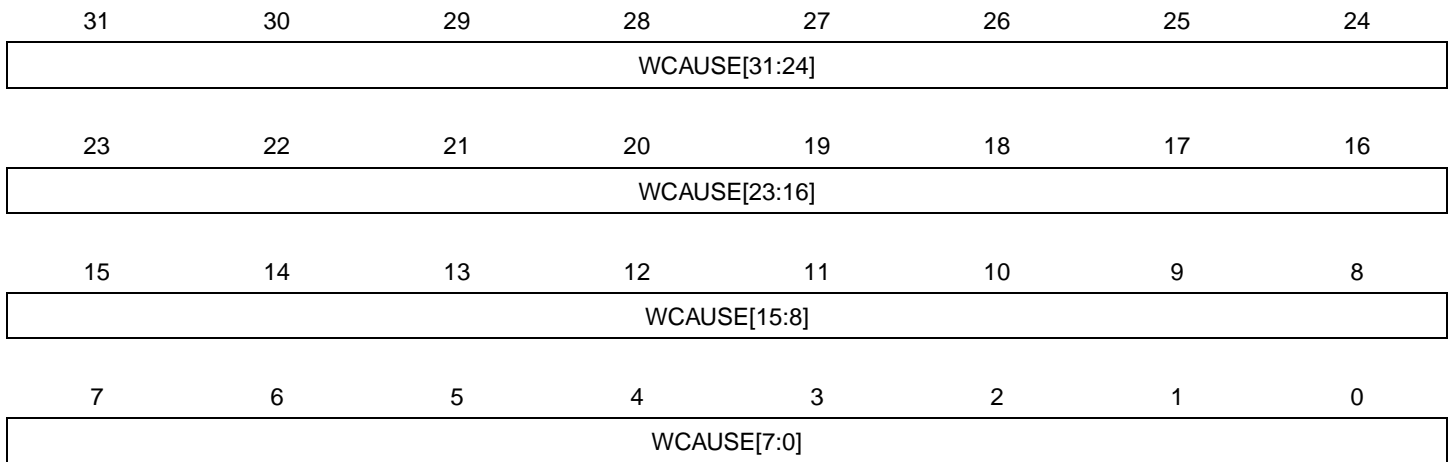 31 30 29 28 27 26 25 24
WCAUSE[31:24]
23 22 21 20 19 18 17 16
WCAUSE[23:16]
15 14 13 12 11 10 9 8
WCAUSE[15:8]
7 6 5 4 3 2 1 0
WCAUSE[7:0]